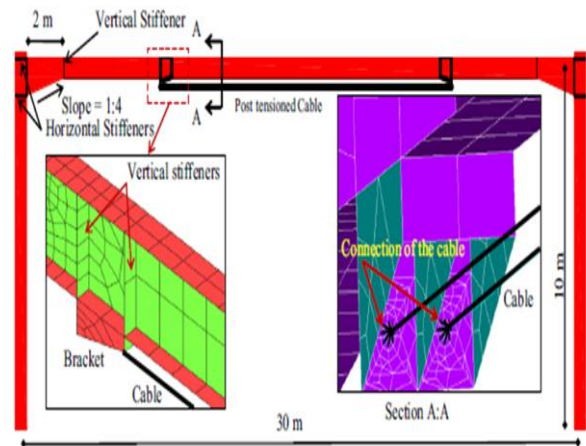 2 m
Vertical Stiffener
A
A
Slope = 1:4
Horizontal Stiffeners
Post tensioned Cable
Vertical stiffeners
Bracket
Cable
Connection of the cable
Cable
Section A:A
10 m
30 m